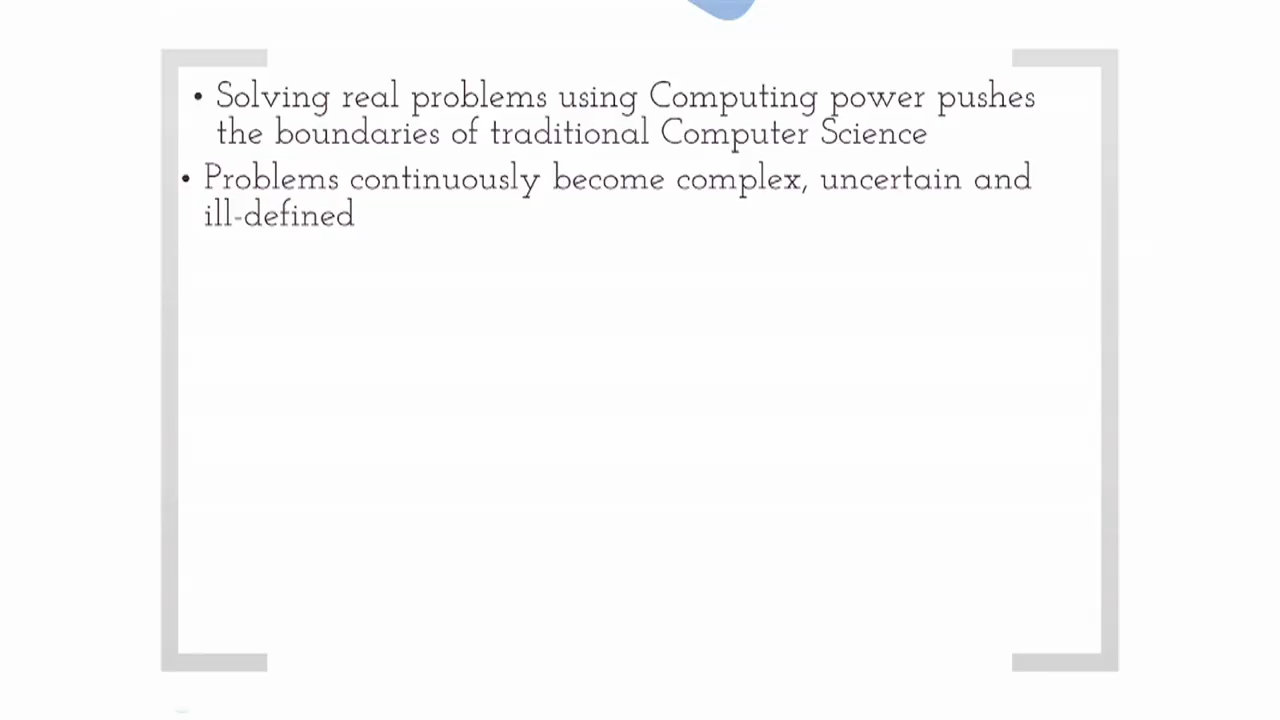 • Solving real problems using Computing power pushes
the boundaries of traditional Computer Science
• Problems continuously become complex, uncertain and
ill-defined